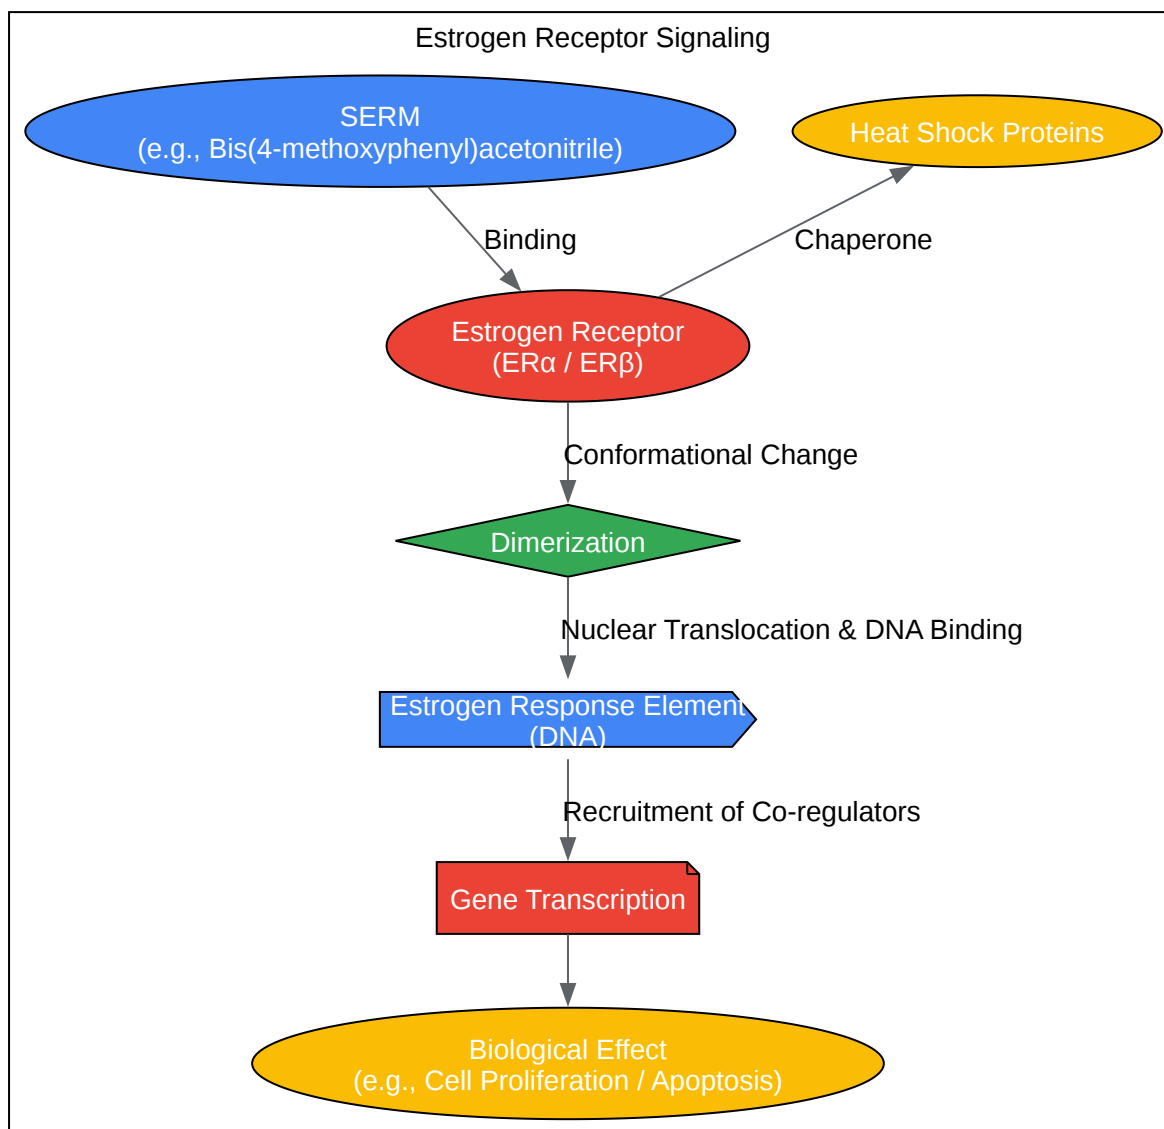 Estrogen Receptor Signaling
SERM
(e.g., Bis(4-methoxyphenyl)acetonitrile)
Heat Shock Proteins
Binding
Chaperone
Estrogen Receptor
(ERα / ERβ)
Conformational Change
Dimerization
Nuclear Translocation & DNA Binding
Estrogen Response Element
(DNA)
Recruitment of Co-regulators
Gene Transcription
Biological Effect
(e.g., Cell Proliferation / Apoptosis)